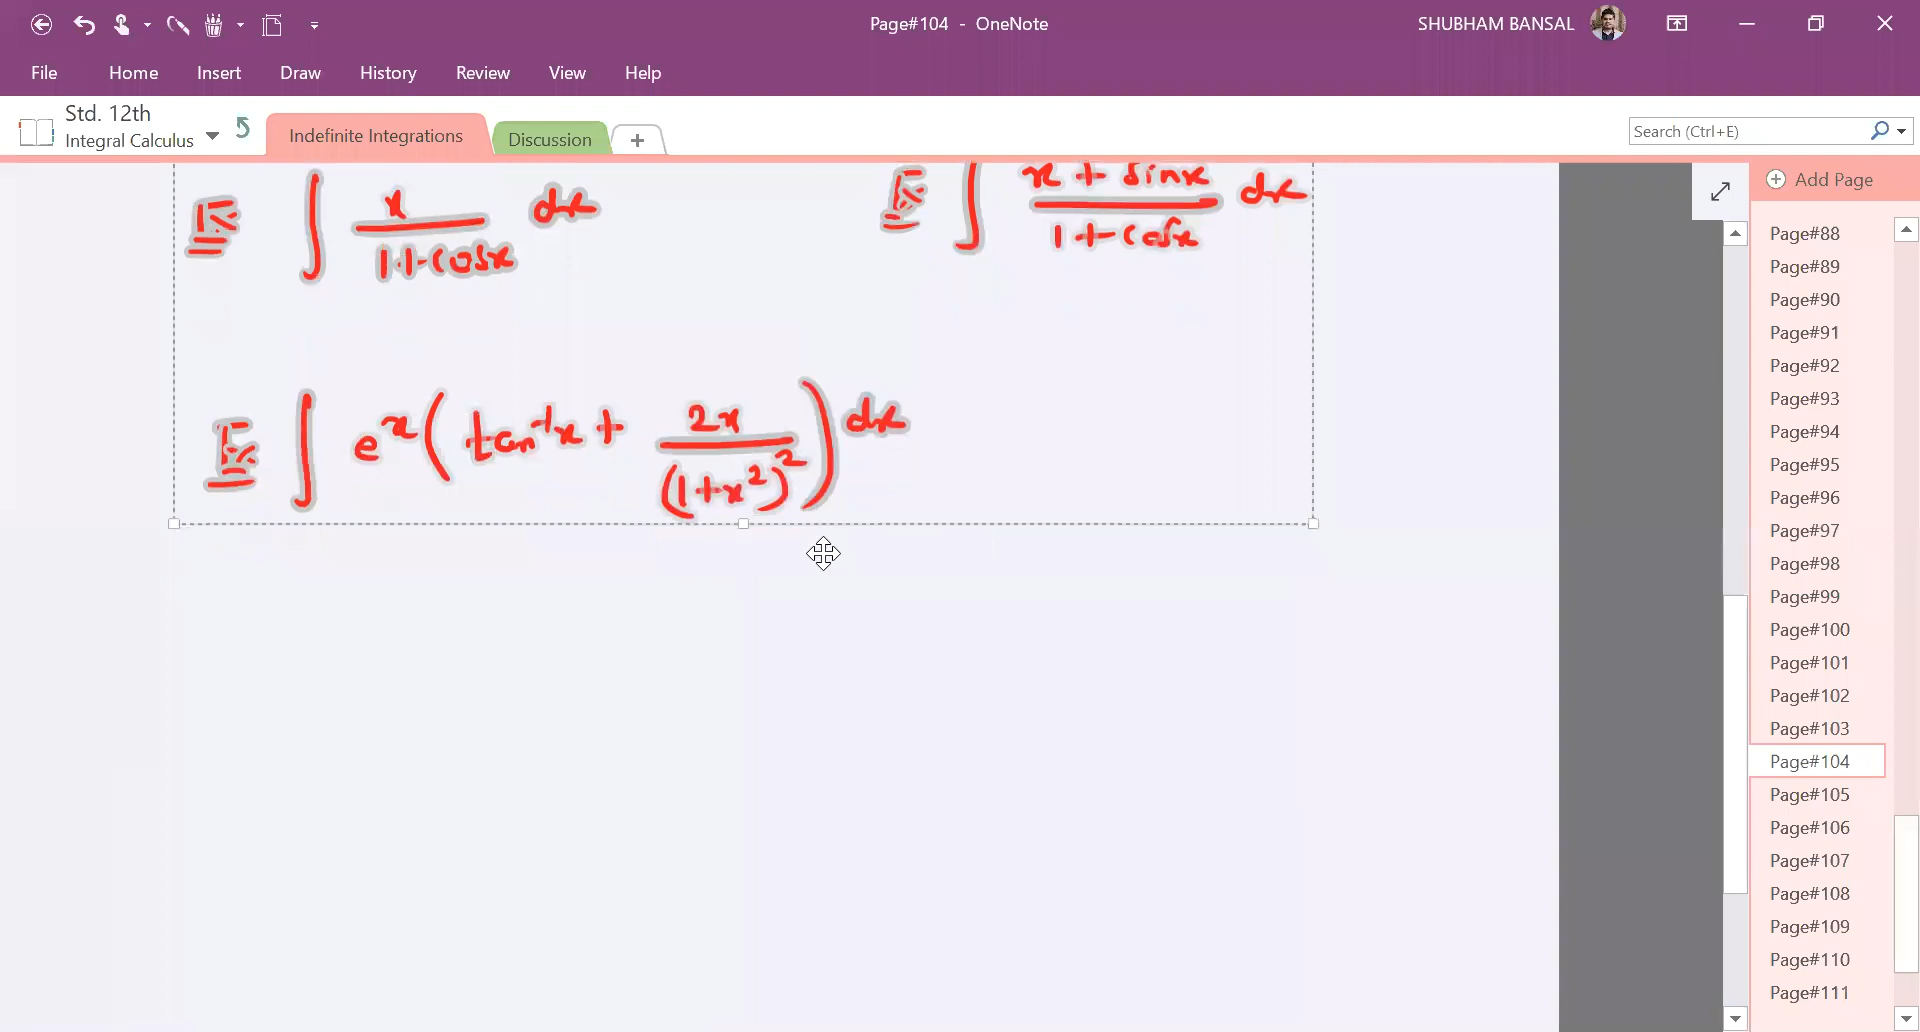 Page#104 - OneNote
SHUBHAM BANSAL
File Home Insert Draw History Review View Help
Std. 12th
Integral Calculus
Indefinite Integrations
Discussion
+
Search (Ctrl+E)
Add Page
Ex ∫ x/(1+cosx) dx
Ex ∫ (x + sinx)/(1+cosx) dx
Ex ∫ e^x (tan⁻¹x + 2x/(1+x²)²) dx
Page#88
Page#89
Page#90
Page#91
Page#92
Page#93
Page#94
Page#95
Page#96
Page#97
Page#98
Page#99
Page#100
Page#101
Page#102
Page#103
Page#104
Page#105
Page#106
Page#107
Page#108
Page#109
Page#110
Page#111